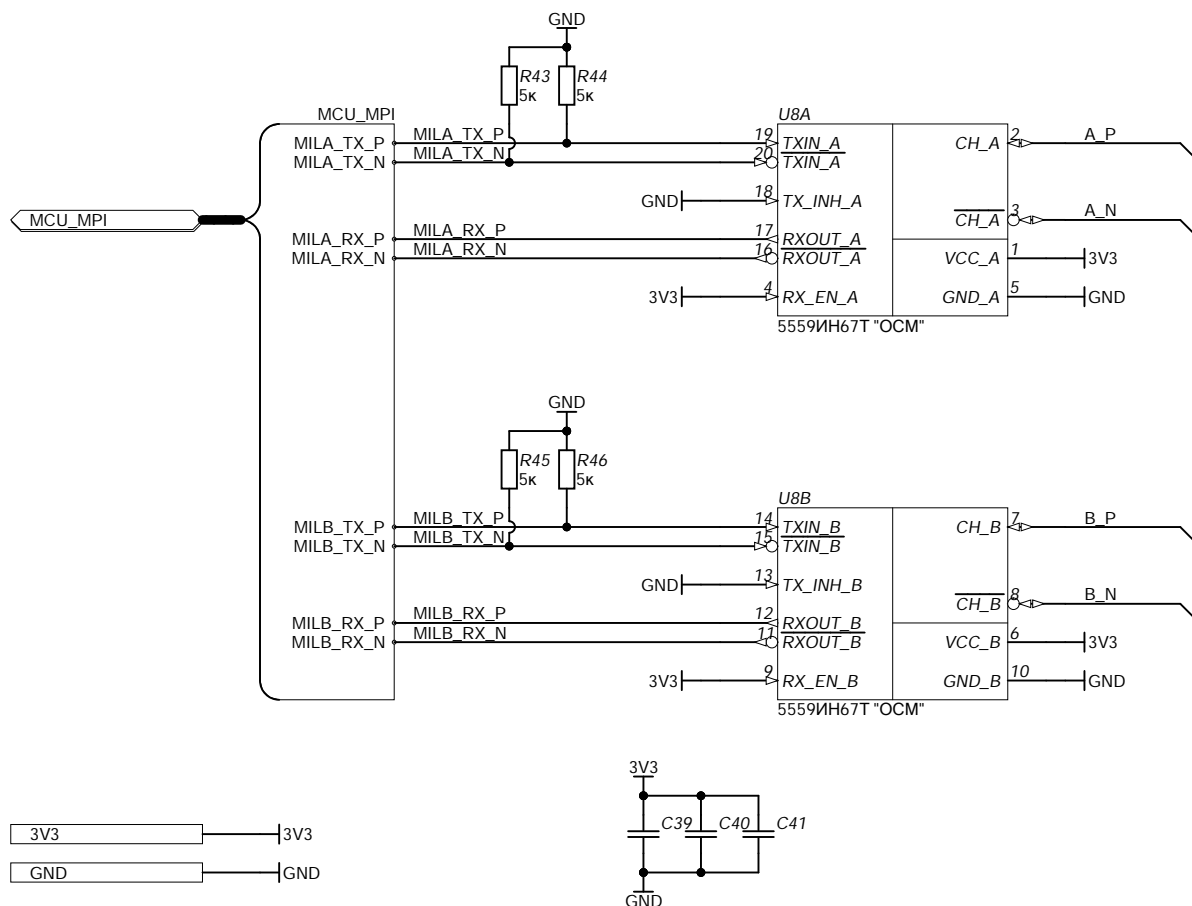 GND
R43 R44
5к 5к
MCU_MPI U8A
MILA_TX_P MILA_TX_P 19 TXIN_A CH_A 2 A_P
MILA_TX_N MILA_TX_N 20 TXIN_A
GND 18 TX_INH_A
MCU_MPI CH_A 3 A_N
MILA_RX_P MILA_RX_P 17 RXOUT_A
MILA_RX_N MILA_RX_N 16 RXOUT_A VCC_A 1 3V3
3V3 4 RX_EN_A GND_A 5 GND
5559ИН67Т "ОСМ"
GND
R45 R46
5к 5к
U8B
MILB_TX_P MILB_TX_P 14 TXIN_B CH_B 7 B_P
MILB_TX_N MILB_TX_N 15 TXIN_B
GND 13 TX_INH_B
CH_B 8 B_N
MILB_RX_P MILB_RX_P 12 RXOUT_B
MILB_RX_N MILB_RX_N 11 RXOUT_B VCC_B 6 3V3
3V3 9 RX_EN_B GND_B 10 GND
5559ИН67Т "ОСМ"
3V3
C39 C40 C41
3V3 3V3
GND GND
GND